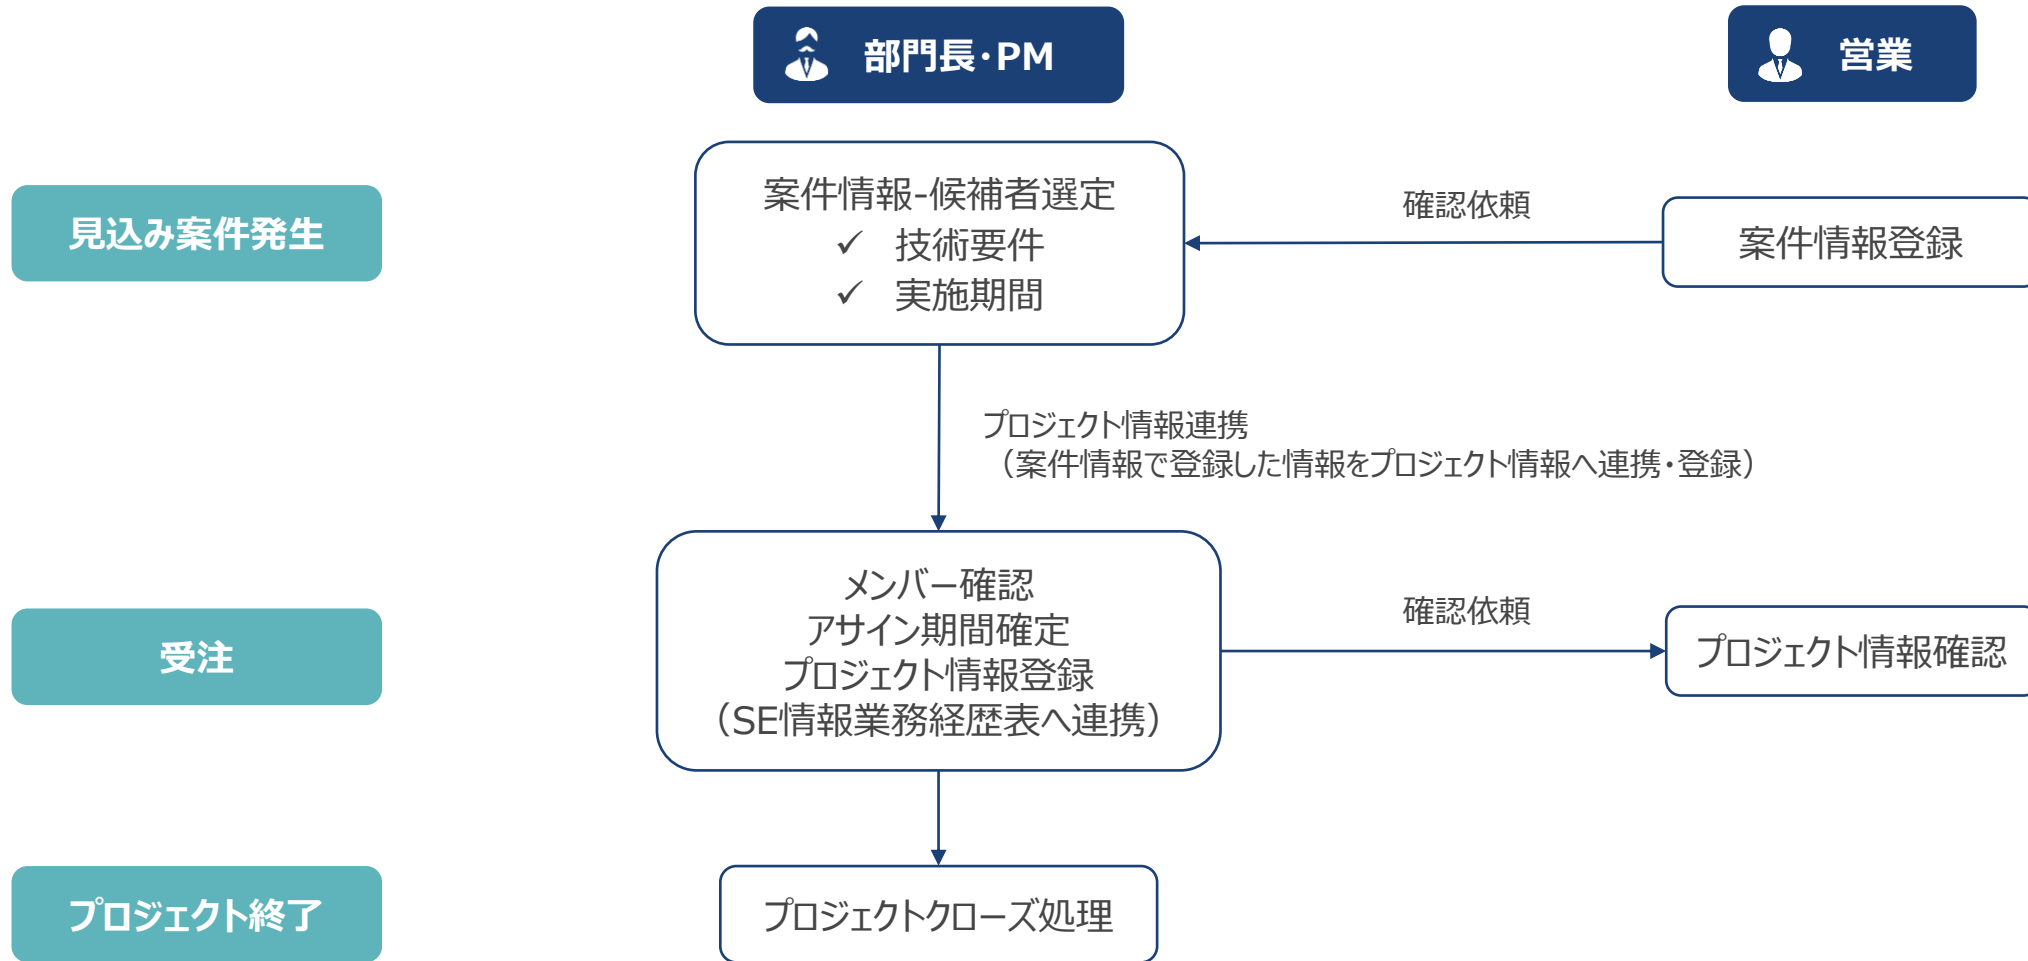 部門長・PM
営業
見込み案件発生
案件情報-候補者選定
✓ 技術要件
✓ 実施期間
確認依頼
案件情報登録
プロジェクト情報連携
（案件情報で登録した情報をプロジェクト情報へ連携・登録）
受注
メンバー確認
アサイン期間確定
プロジェクト情報登録
（SE情報業務経歴表へ連携）
確認依頼
プロジェクト情報確認
プロジェクト終了
プロジェクトクローズ処理